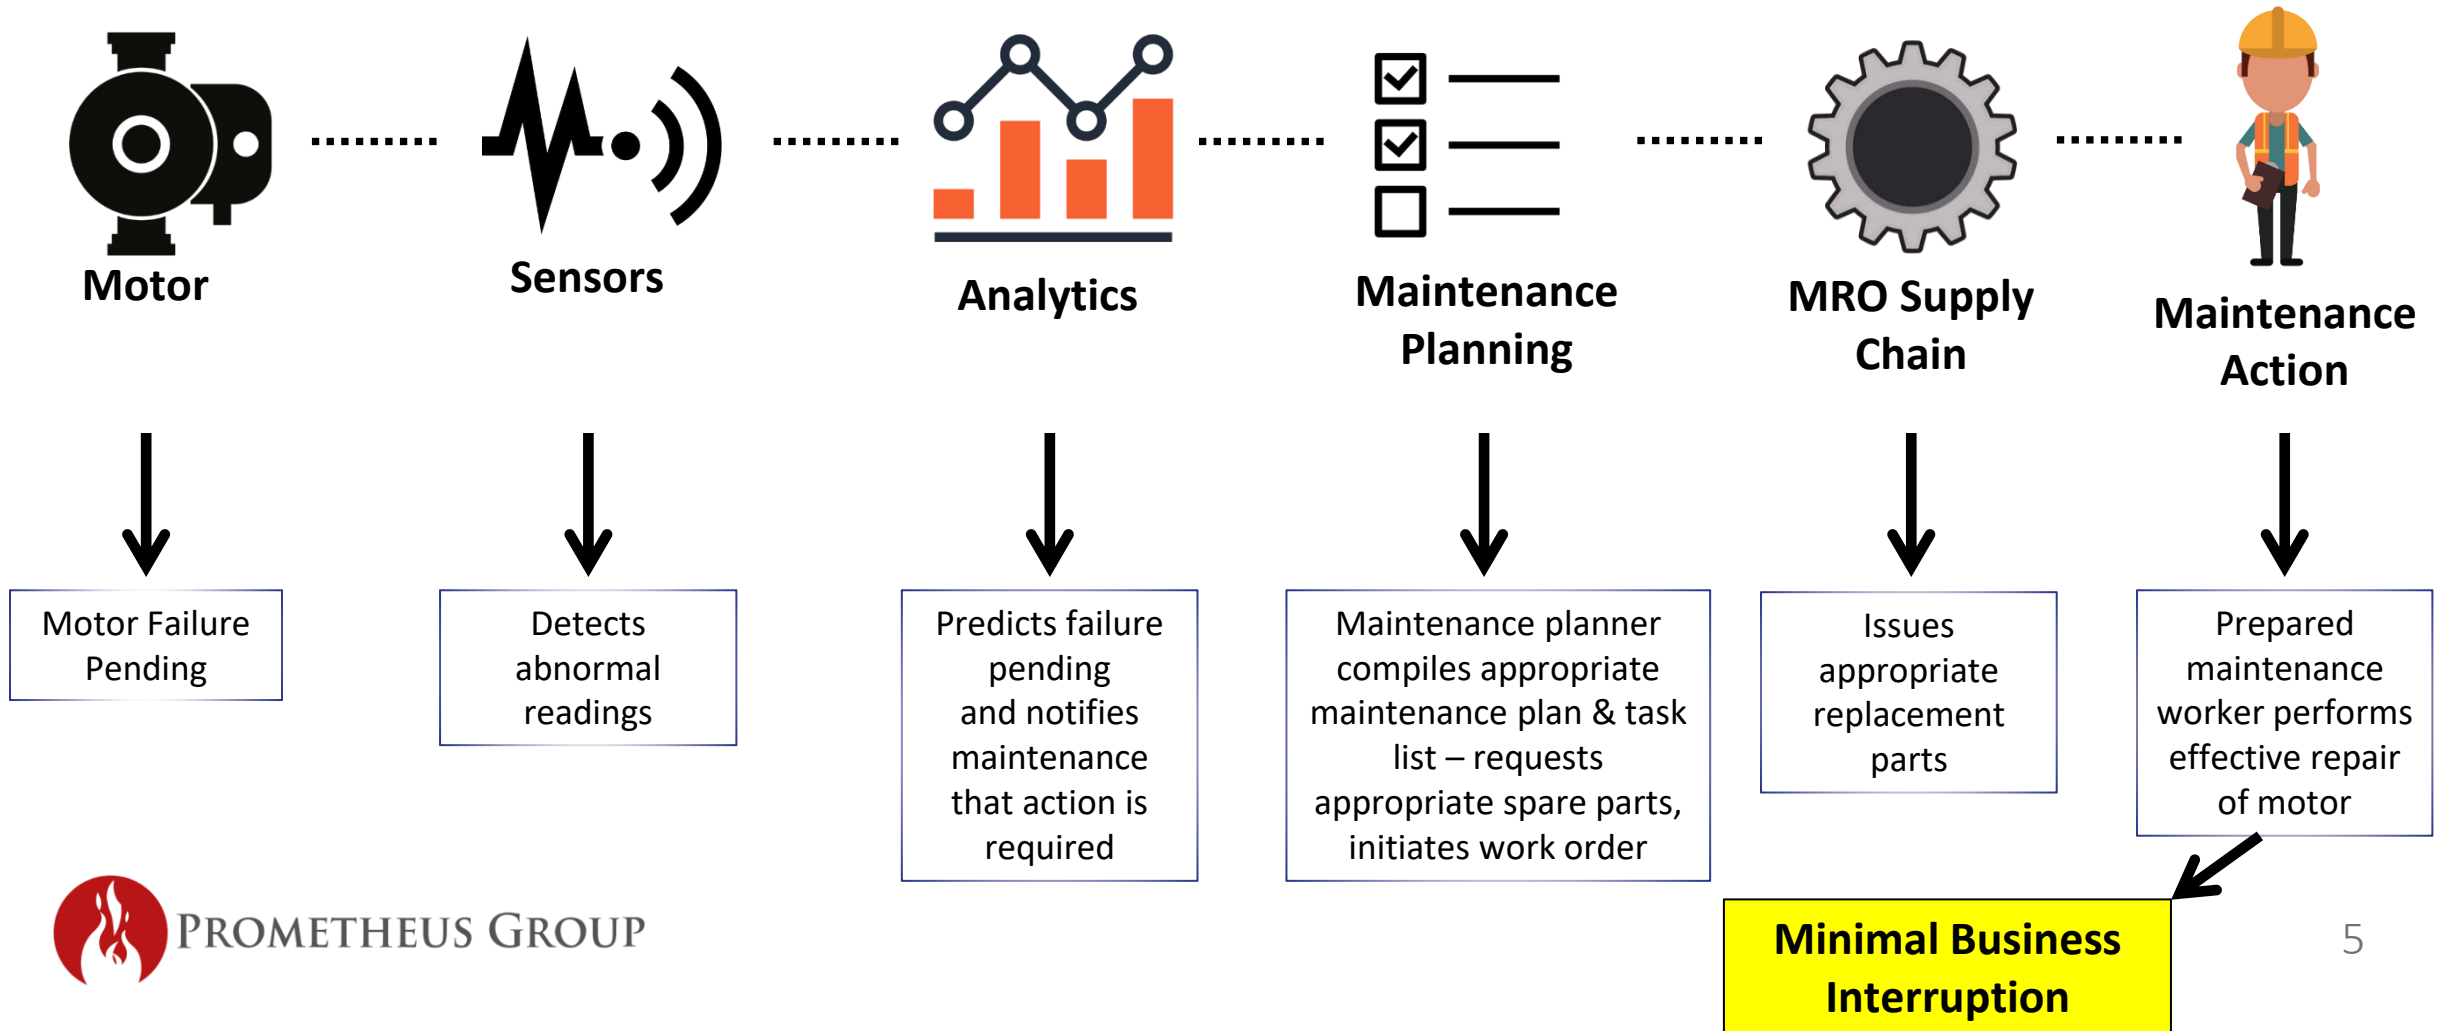 Motor
Sensors
Analytics
Maintenance
Planning
MRO Supply
Chain
Maintenance
Action
Motor Failure
Pending
Detects
abnormal
readings
Predicts failure
pending
and notifies
maintenance
that action is
required
Maintenance planner
compiles appropriate
maintenance plan & task
list – requests
appropriate spare parts,
initiates work order
Issues
appropriate
replacement
parts
Prepared
maintenance
worker performs
effective repair
of motor
Minimal Business
Interruption
PROMETHEUS GROUP
5